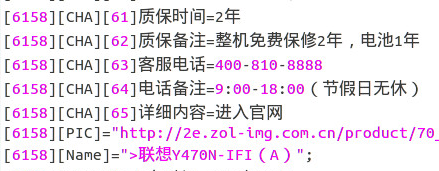 [6158][CHA][61]质保时间=2年
[6158][CHA][62]质保备注=整机免费保修2年，电池1年
[6158][CHA][63]客服电话=400-810-8888
[6158][CHA][64]电话备注=9:00-18:00（节假日无休）
[6158][CHA][65]详细内容=进入官网
[6158][PIC]="http://2e.zol-img.com.cn/product/70_
[6158][Name]=">联想Y470N-IFI（A）";